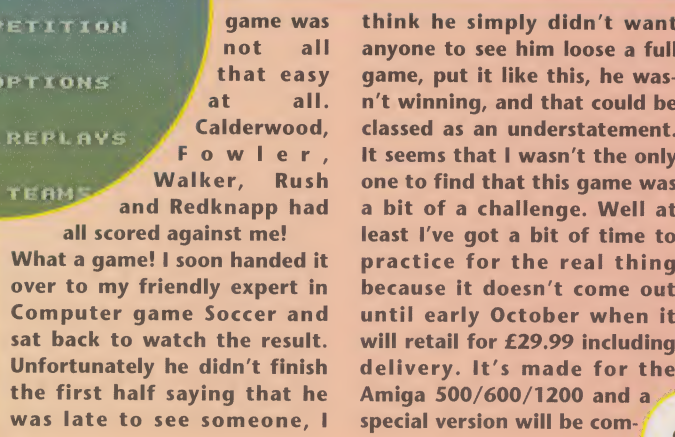 PETITION
OPTIONS
REPLAYS
TEAMS
game was
not all
that easy
at all.
Calderwood,
Fowler,
Walker, Rush
and Redknapp had
all scored against me!
What a game! I soon handed it
over to my friendly expert in
Computer game Soccer and
sat back to watch the result.
Unfortunately he didn't finish
the first half saying that he
was late to see someone, I
think he simply didn't want
anyone to see him loose a full
game, put it like this, he was-
n't winning, and that could be
classed as an understatement.
It seems that I wasn't the only
one to find that this game was
a bit of a challenge. Well at
least I've got a bit of time to
practice for the real thing
because it doesn't come out
until early October when it
will retail for £29.99 including
delivery. It's made for the
Amiga 500/600/1200 and a
special version will be com-